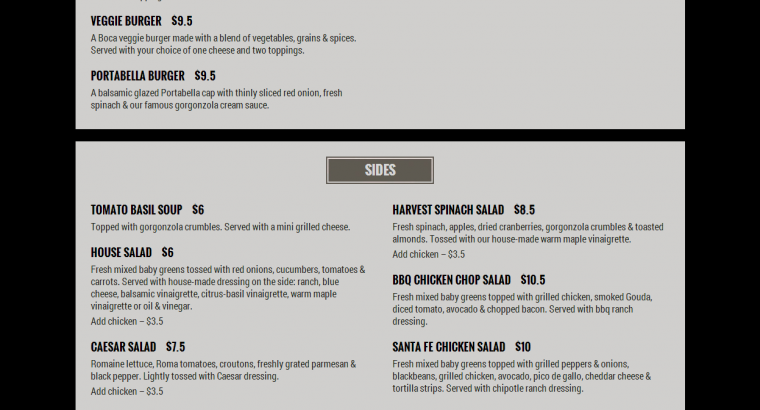 VEGGIE BURGER $9.5
A Boca veggie burger made with a blend of vegetables, grains & spices.
Served with your choice of one cheese and two toppings.
PORTABELLA BURGER $9.5
A balsamic glazed Portabella cap with thinly sliced red onion, fresh
spinach & our famous gorgonzola cream sauce.
SIDES
TOMATO BASIL SOUP $6
Topped with gorgonzola crumbles. Served with a mini grilled cheese.
HOUSE SALAD $6
Fresh mixed baby greens tossed with red onions, cucumbers, tomatoes &
carrots. Served with house-made dressing on the side: ranch, blue
cheese, balsamic vinaigrette, citrus-basil vinaigrette, warm maple
vinaigrette or oil & vinegar.
Add chicken – $3.5
CAESAR SALAD $7.5
Romaine lettuce, Roma tomatoes, croutons, freshly grated parmesan &
black pepper. Lightly tossed with Caesar dressing.
Add chicken – $3.5
HARVEST SPINACH SALAD $8.5
Fresh spinach, apples, dried cranberries, gorgonzola crumbles & toasted
almonds. Tossed with our house-made warm maple vinaigrette.
Add chicken – $3.5
BBQ CHICKEN CHOP SALAD $10.5
Fresh mixed baby greens topped with grilled chicken, smoked Gouda,
diced tomato, avocado & chopped bacon. Served with bbq ranch
dressing.
SANTA FE CHICKEN SALAD $10
Fresh mixed baby greens topped with grilled peppers & onions,
blackbeans, grilled chicken, avocado, pico de gallo, cheddar cheese &
tortilla strips. Served with chipotle ranch dressing.